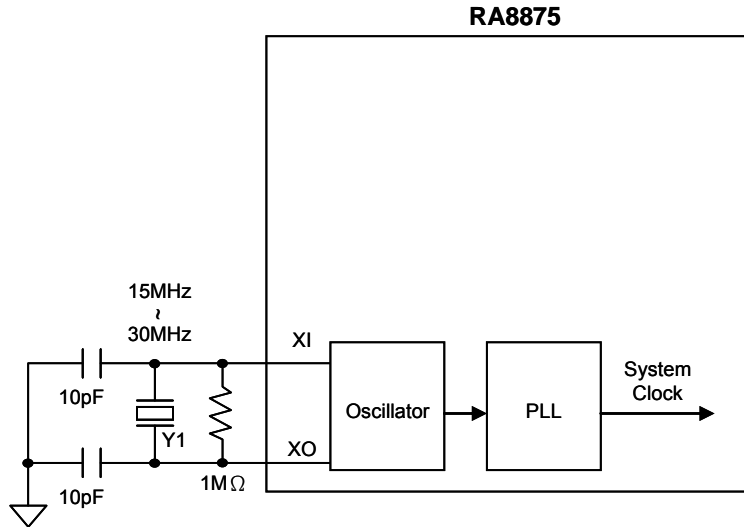 RA8875
15MHz
~
30MHz
XI
10pF
Y1
XO
10pF
1MΩ
Oscillator
PLL
System
Clock